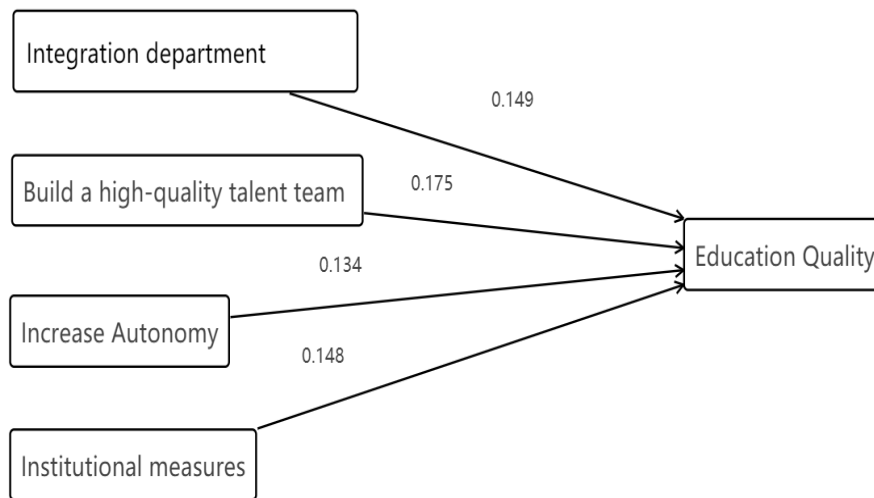 Integration department
0.149
Build a high-quality talent team
0.175
Education Quality
0.134
Increase Autonomy
0.148
Institutional measures